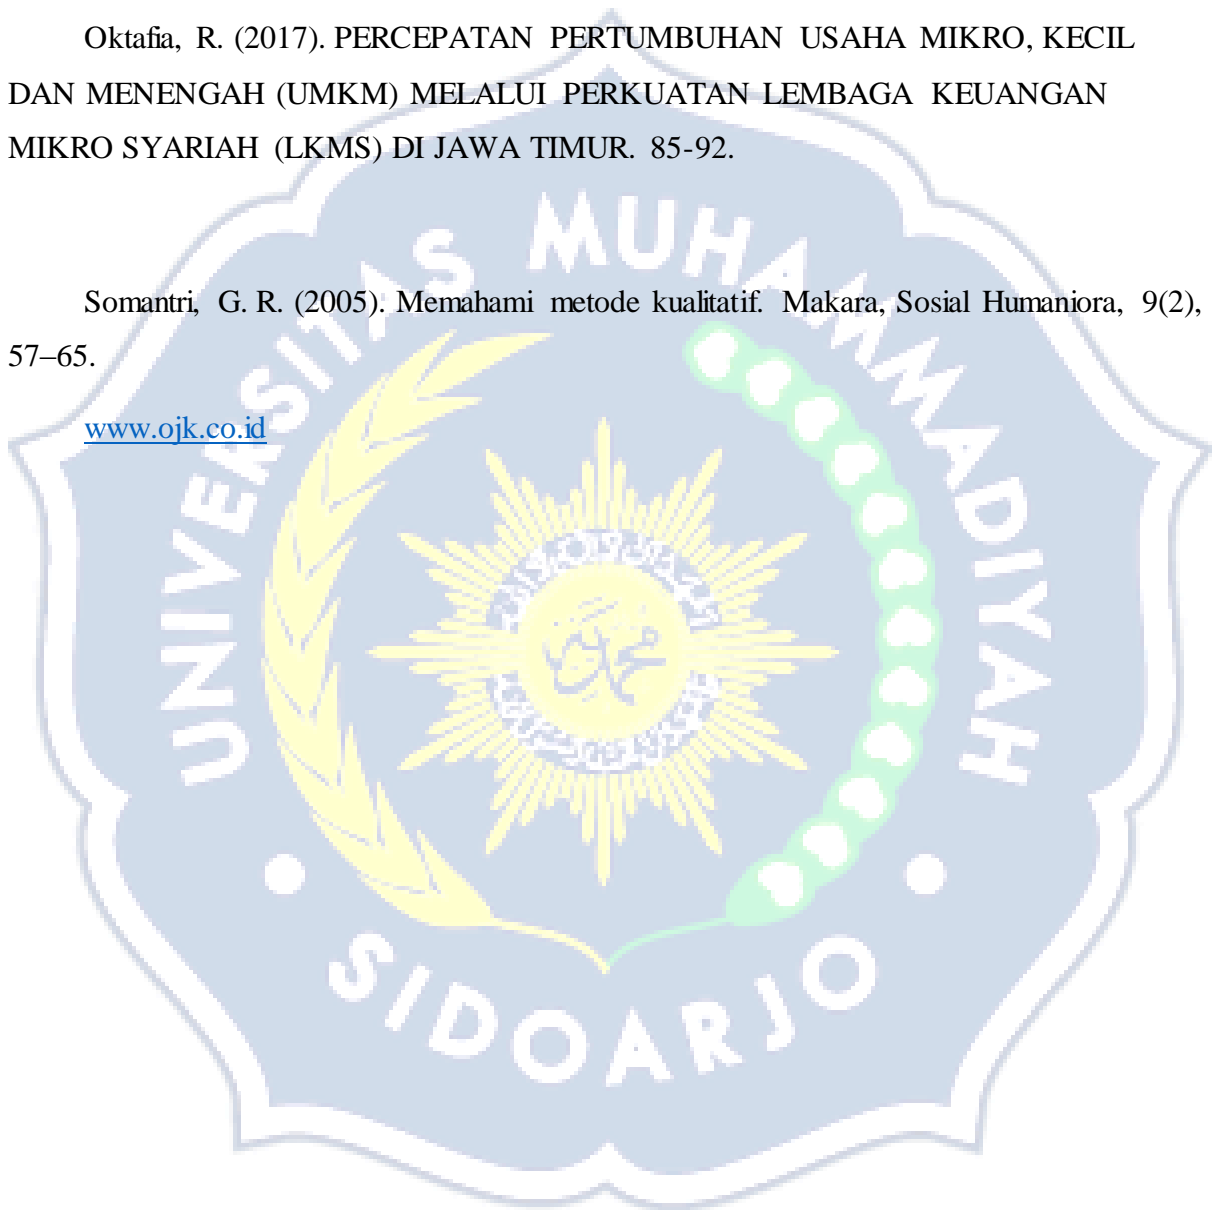 Oktafia, R. (2017). PERCEPATAN PERTUMBUHAN USAHA MIKRO, KECIL
DAN MENENGAH (UMKM) MELALUI PERKUATAN LEMBAGA KEUANGAN
MIKRO SYARIAH (LKMS) DI JAWA TIMUR. 85-92.
Somantri, G. R. (2005). Memahami metode kualitatif. Makara, Sosial Humaniora, 9(2),
57–65.
www.ojk.co.id
UNIVERSITAS MUHAMMADIYAH
محمد
SIDOARJO